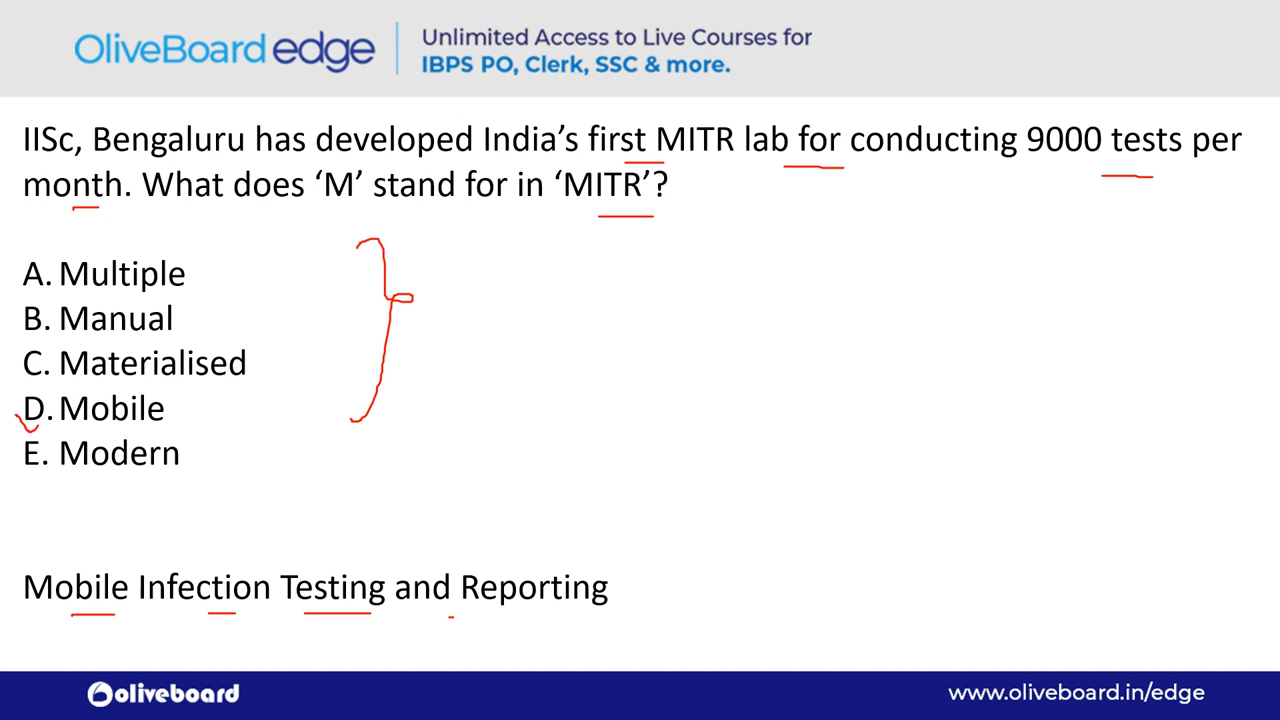 OliveBoard edge
Unlimited Access to Live Courses for
IBPS PO, Clerk, SSC & more.
IISc, Bengaluru has developed India’s first MITR lab for conducting 9000 tests per
month. What does ‘M’ stand for in ‘MITR’?
A. Multiple
B. Manual
C. Materialised
D. Mobile
E. Modern
Mobile Infection Testing and Reporting
oliveboard
www.oliveboard.in/edge